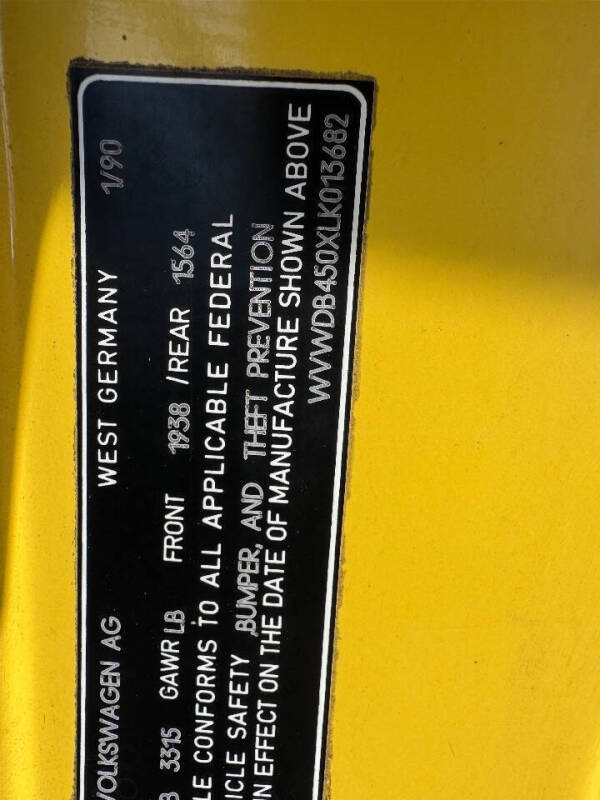 VOLKSWAGEN AG WEST GERMANY 1/90
3315 GAWR LB FRONT 1938 /REAR 1564
LE CONFORMS TO ALL APPLICABLE FEDERAL
ICLE SAFETY ,BUMPER, AND THEFT PREVENTION
IN EFFECT ON THE DATE OF MANUFACTURE SHOWN ABOVE
WVWDB450XLK013682